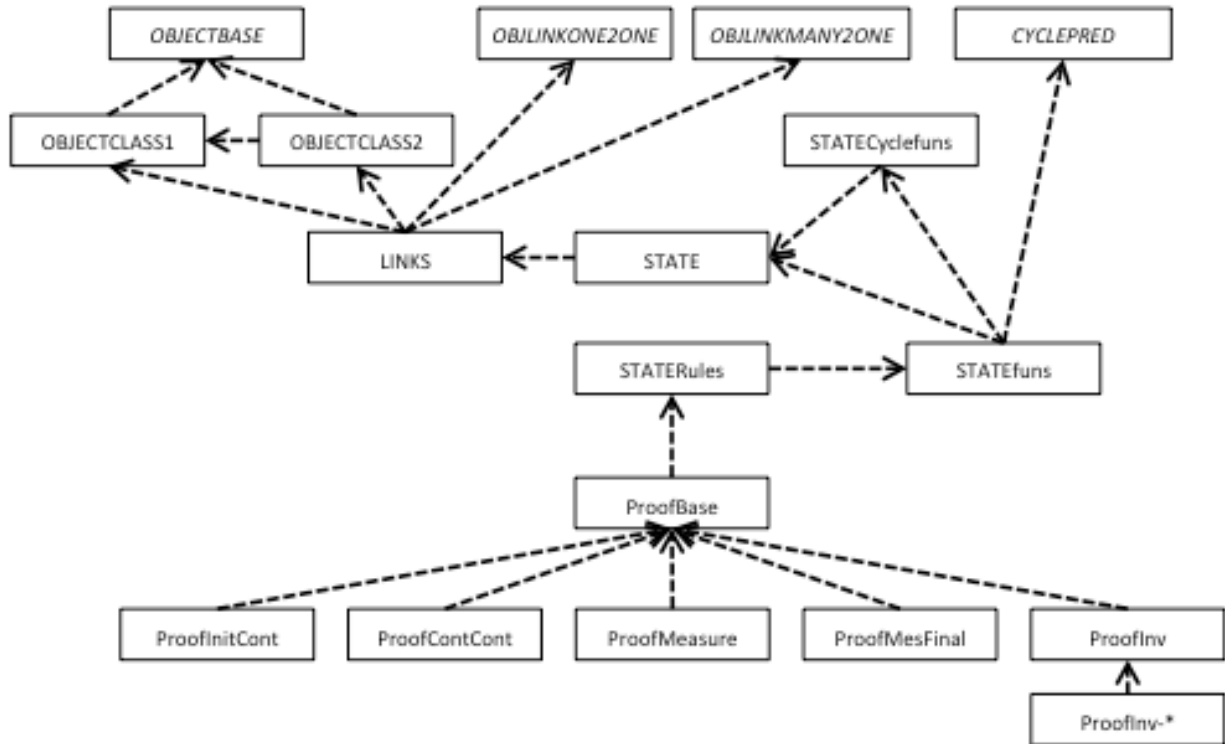 OBJECTBASE
OBJLINKONE2ONE
OBJLINKMANY2ONE
CYCLEPRED
OBJECTCLASS1
OBJECTCLASS2
STATECyclefuns
LINKS
STATE
STATERules
STATEfuns
ProofBase
ProofInitCont
ProofContCont
ProofMeasure
ProofMesFinal
ProofInv
ProofInv-*